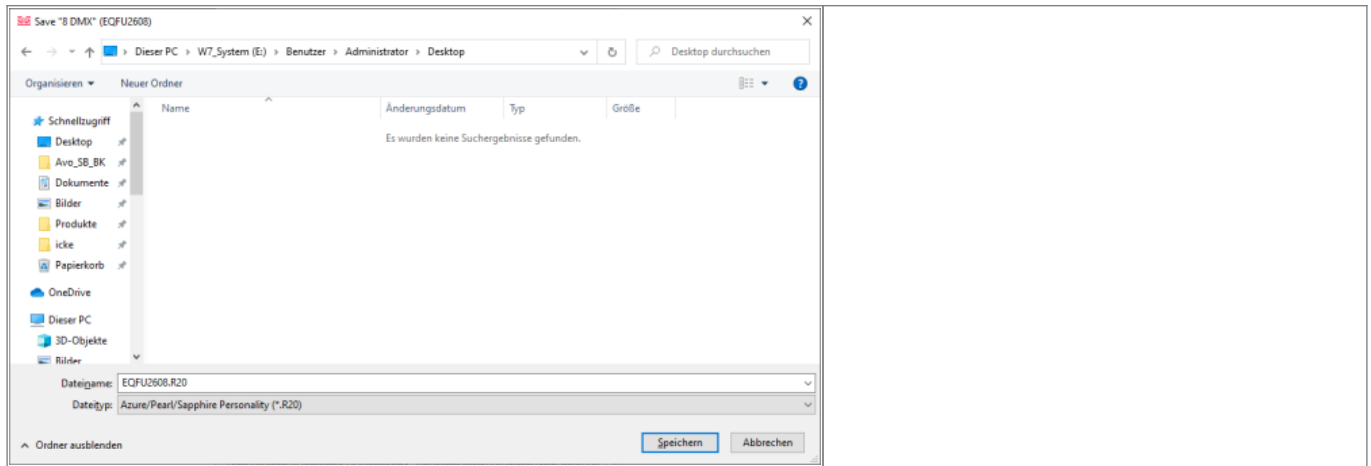 Save "8 DMX" (EQFU2608)
Dieser PC › W7_System (E:) › Benutzer › Administrator › Desktop
Desktop durchsuchen
Organisieren
Neuer Ordner
Name
Änderungsdatum
Typ
Größe
Es wurden keine Suchergebnisse gefunden.
Schnellzugriff
Desktop
Avo_SB_BK
Dokumente
Bilder
Produkte
icke
Papierkorb
OneDrive
Dieser PC
3D-Objekte
Bilder
Dateiname: EQFU2608.R20
Dateityp: Azure/Pearl/Sapphire Personality (*.R20)
Ordner ausblenden
Speichern
Abbrechen